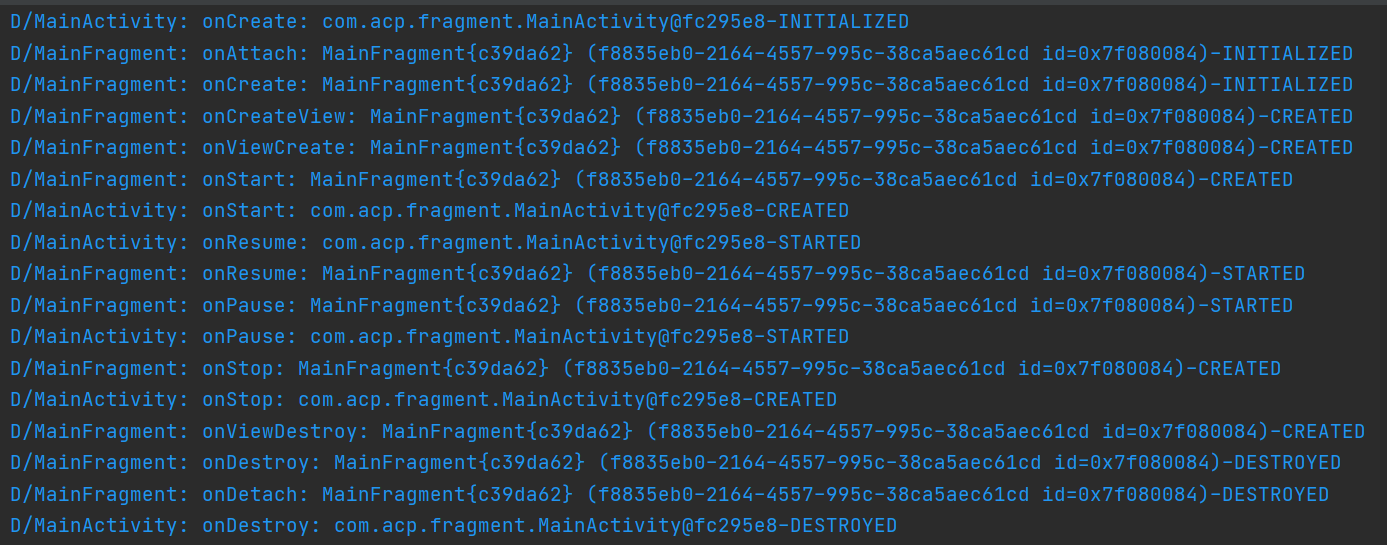 D/MainActivity: onCreate: com.acp.fragment.MainActivity@fc295e8-INITIALIZED
D/MainFragment: onAttach: MainFragment{c39da62} (f8835eb0-2164-4557-995c-38ca5aec61cd id=0x7f080084)-INITIALIZED
D/MainFragment: onCreate: MainFragment{c39da62} (f8835eb0-2164-4557-995c-38ca5aec61cd id=0x7f080084)-INITIALIZED
D/MainFragment: onCreateView: MainFragment{c39da62} (f8835eb0-2164-4557-995c-38ca5aec61cd id=0x7f080084)-CREATED
D/MainFragment: onViewCreate: MainFragment{c39da62} (f8835eb0-2164-4557-995c-38ca5aec61cd id=0x7f080084)-CREATED
D/MainFragment: onStart: MainFragment{c39da62} (f8835eb0-2164-4557-995c-38ca5aec61cd id=0x7f080084)-CREATED
D/MainActivity: onStart: com.acp.fragment.MainActivity@fc295e8-CREATED
D/MainActivity: onResume: com.acp.fragment.MainActivity@fc295e8-STARTED
D/MainFragment: onResume: MainFragment{c39da62} (f8835eb0-2164-4557-995c-38ca5aec61cd id=0x7f080084)-STARTED
D/MainFragment: onPause: MainFragment{c39da62} (f8835eb0-2164-4557-995c-38ca5aec61cd id=0x7f080084)-STARTED
D/MainActivity: onPause: com.acp.fragment.MainActivity@fc295e8-STARTED
D/MainFragment: onStop: MainFragment{c39da62} (f8835eb0-2164-4557-995c-38ca5aec61cd id=0x7f080084)-CREATED
D/MainActivity: onStop: com.acp.fragment.MainActivity@fc295e8-CREATED
D/MainFragment: onViewDestroy: MainFragment{c39da62} (f8835eb0-2164-4557-995c-38ca5aec61cd id=0x7f080084)-CREATED
D/MainFragment: onDestroy: MainFragment{c39da62} (f8835eb0-2164-4557-995c-38ca5aec61cd id=0x7f080084)-DESTROYED
D/MainFragment: onDetach: MainFragment{c39da62} (f8835eb0-2164-4557-995c-38ca5aec61cd id=0x7f080084)-DESTROYED
D/MainActivity: onDestroy: com.acp.fragment.MainActivity@fc295e8-DESTROYED